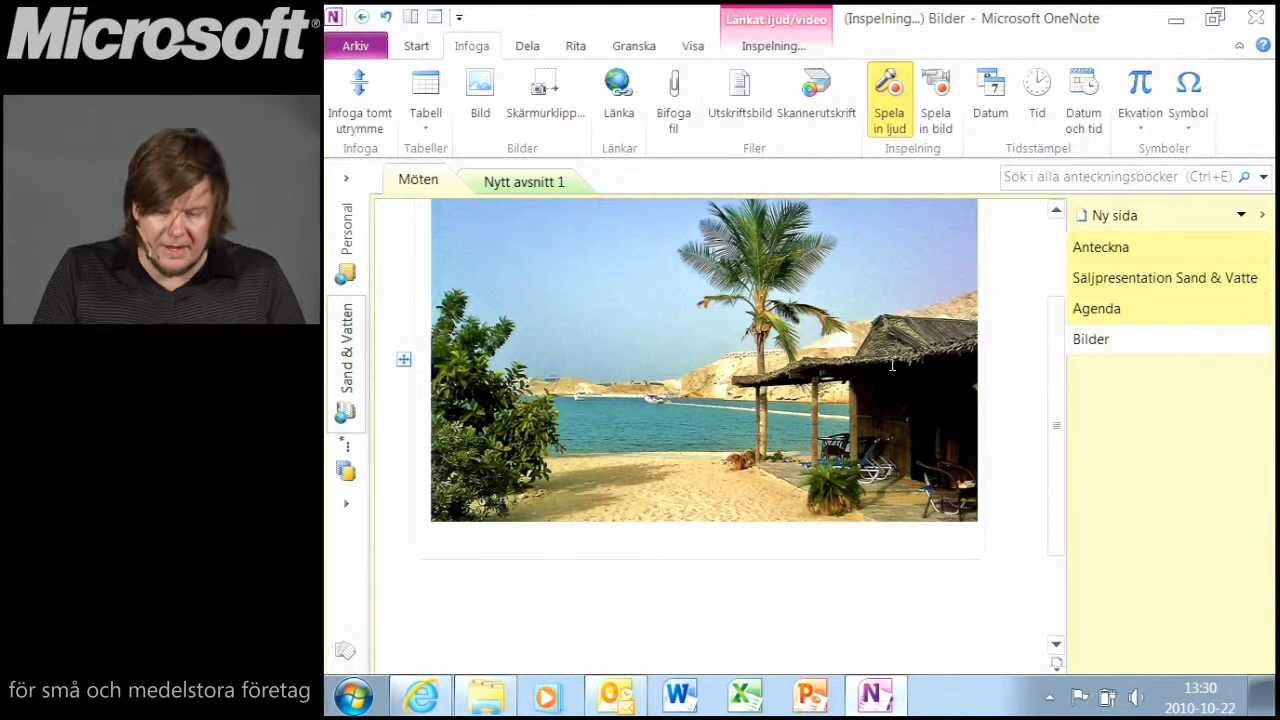 Microsoft
för små och medelstora företag
Länkat ljud/video
(Inspelning...) Bilder - Microsoft OneNote
Arkiv
Start
Infoga
Dela
Rita
Granska
Visa
Inspelning...
Infoga tomt
utrymme
Tabell
Bild
Skärmurklipp...
Länka
Bifoga
fil
Utskriftsbild
Skannerutskrift
Spela
in ljud
Spela
in bild
Datum
Tid
Datum
och tid
Ekvation
Symbol
Infoga
Tabeller
Bilder
Länkar
Filer
Inspelning
Tidsstämpel
Symboler
Möten
Nytt avsnitt 1
Sök i alla anteckningsböcker (Ctrl+E)
Personal
Sand & Vatten
Ny sida
Anteckna
Säljpresentation Sand & Vatte
Agenda
Bilder
13:30
2010-10-22